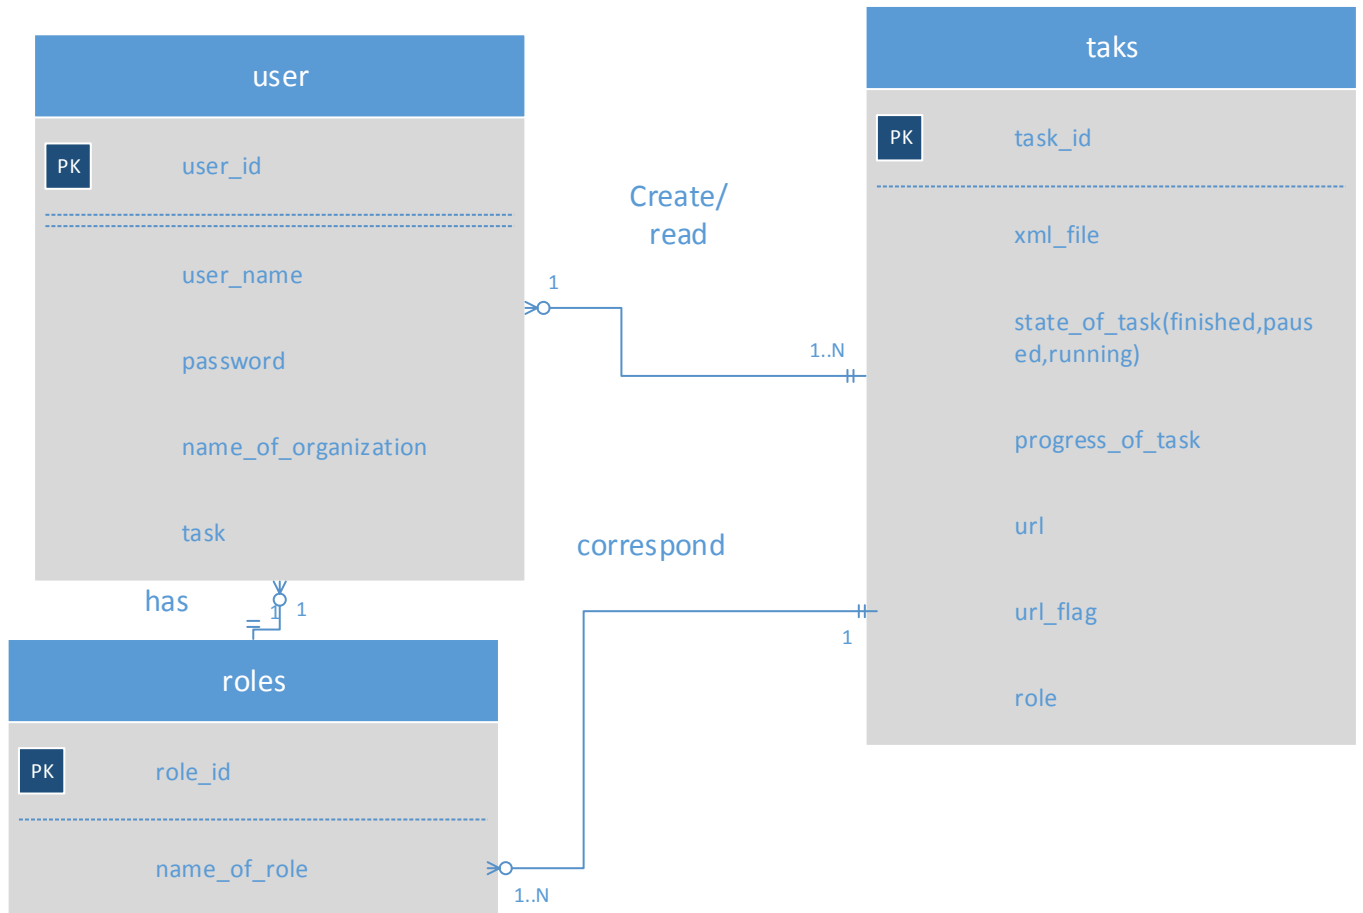 user
PK
user_id
user_name
password
name_of_organization
task
Create/
read
1
1..N
taks
PK
task_id
xml_file
state_of_task(finished,paus
ed,running)
progress_of_task
url
url_flag
role
correspond
1
1..N
has
1
1
roles
PK
role_id
name_of_role